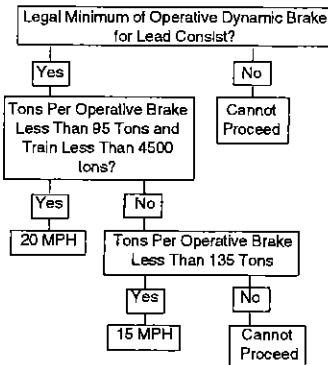 Legal Minimum of Operative Dynamic Brake
for Lead Consist?
Yes
No
Tons Per Operative Brake
Less Than 95 Tons and
Train Less Than 4500
tons?
Cannot
Proceed
Yes
No
20 MPH
Tons Per Operative Brake
Less Than 135 Tons
Yes
No
15 MPH
Cannot
Proceed